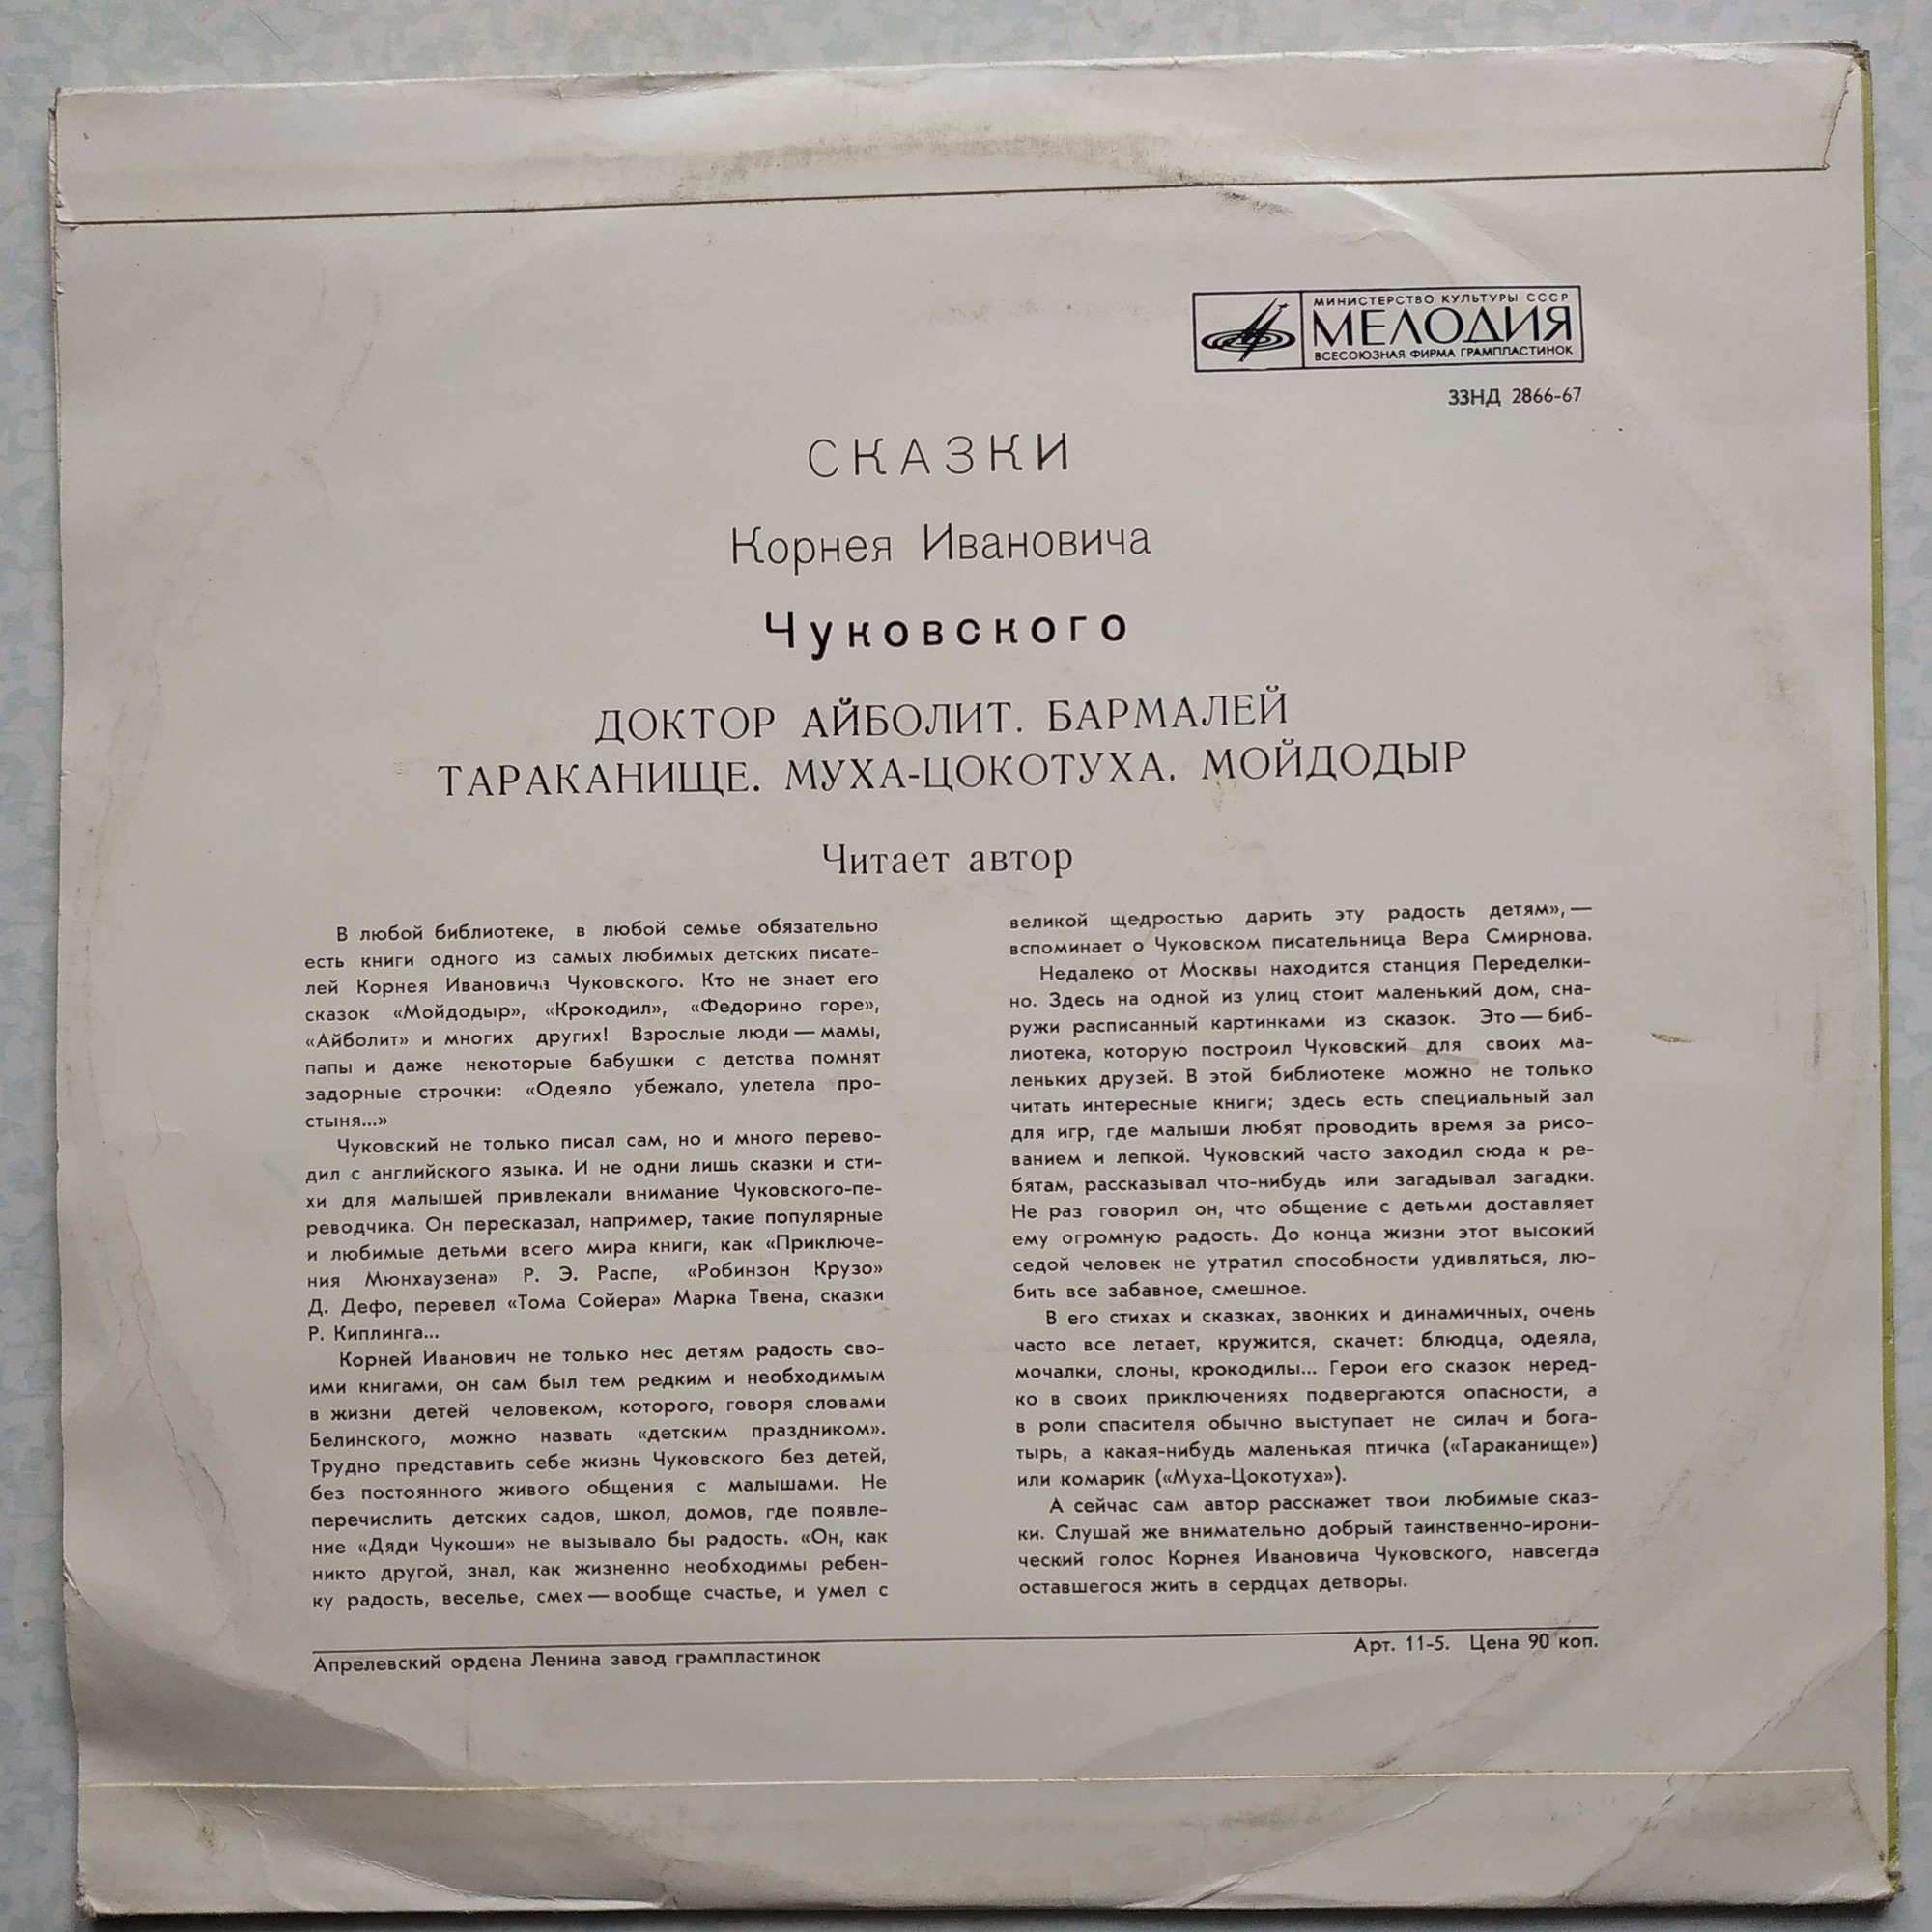 МИНИСТЕРСТВО КУЛЬТУРЫ СССР
МЕЛОДИЯ
ВСЕСОЮЗНАЯ ФИРМА ГРАМПЛАСТИНОК
33НД 2866-67
СКАЗКИ
Корнея Ивановича
Чуковского
ДОКТОР АЙБОЛИТ. БАРМАЛЕЙ
ТАРАКАНИЩЕ. МУХА-ЦОКОТУХА. МОЙДОДЫР
Читает автор
В любой библиотеке, в любой семье обязательно
есть книги одного из самых любимых детских писате-
лей Корнея Ивановича Чуковского. Кто не знает его
сказок «Мойдодыр», «Крокодил», «Федорино горе»,
«Айболит» и многих других! Взрослые люди — мамы,
папы и даже некоторые бабушки с детства помнят
задорные строчки: «Одеяло убежало, улетела про-
стыня...»
Чуковский не только писал сам, но и много перево-
дил с английского языка. И не одни лишь сказки и сти-
хи для малышей привлекали внимание Чуковского-пе-
реводчика. Он пересказал, например, такие популярные
и любимые детьми всего мира книги, как «Приключе-
ния Мюнхаузена» Р. Э. Распе, «Робинзон Крузо»
Д. Дефо, перевел «Тома Сойера» Марка Твена, сказки
Р. Киплинга...
Корней Иванович не только нес детям радость сво-
ими книгами, он сам был тем редким и необходимым
в жизни детей человеком, которого, говоря словами
Белинского, можно назвать «детским праздником».
Трудно представить себе жизнь Чуковского без детей,
без постоянного живого общения с малышами. Не
перечислить детских садов, школ, домов, где появле-
ние «Дяди Чукоши» не вызывало бы радость. «Он, как
никто другой, знал, как жизненно необходимы ребен-
ку радость, веселье, смех — вообще счастье, и умел с
великой щедростью дарить эту радость детям», —
вспоминает о Чуковском писательница Вера Смирнова.
Недалеко от Москвы находится станция Переделки-
но. Здесь на одной из улиц стоит маленький дом, сна-
ружи расписанный картинками из сказок. Это — биб-
лиотека, которую построил Чуковский для своих ма-
леньких друзей. В этой библиотеке можно не только
читать интересные книги; здесь есть специальный зал
для игр, где малыши любят проводить время за рисо-
ванием и лепкой. Чуковский часто заходил сюда к ре-
бятам, рассказывал что-нибудь или загадывал загадки.
Не раз говорил он, что общение с детьми доставляет
ему огромную радость. До конца жизни этот высокий
седой человек не утратил способности удивляться, лю-
бить все забавное, смешное.
В его стихах и сказках, звонких и динамичных, очень
часто все летает, кружится, скачет: блюдца, одеяла,
мочалки, слоны, крокодилы... Герои его сказок неред-
ко в своих приключениях подвергаются опасности, а
в роли спасителя обычно выступает не силач и бога-
тырь, а какая-нибудь маленькая птичка («Тараканище»)
или комарик («Муха-Цокотуха»).
А сейчас сам автор расскажет твои любимые сказ-
ки. Слушай же внимательно добрый таинственчо-ирони-
ческий голос Корнея Ивановича Чуковского, навсегда
оставшегося жить в сердцах детворы.
Апрелевский ордена Ленина завод грампластинок
Арт. 11-5. Цена 90 коп.